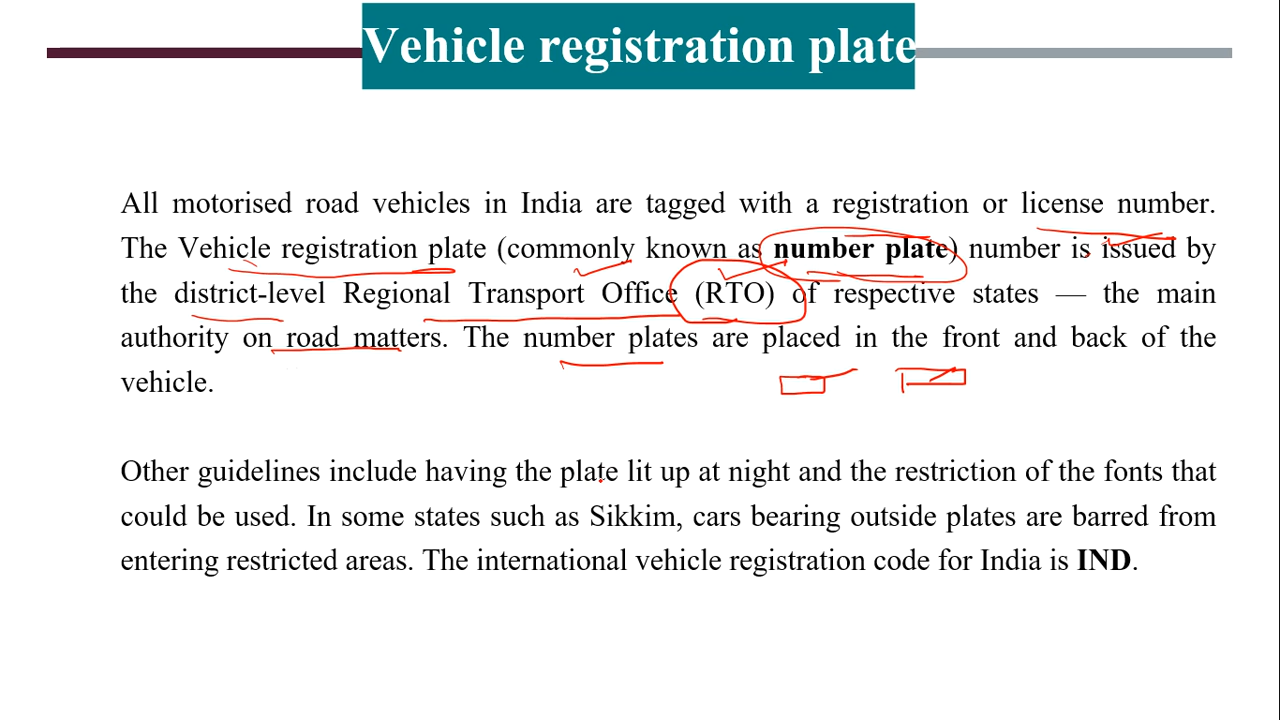 Vehicle registration plate
All motorised road vehicles in India are tagged with a registration or license number.
The Vehicle registration plate (commonly known as number plate) number is issued by
the district-level Regional Transport Office (RTO) of respective states — the main
authority on road matters. The number plates are placed in the front and back of the
vehicle.
Other guidelines include having the plate lit up at night and the restriction of the fonts that
could be used. In some states such as Sikkim, cars bearing outside plates are barred from
entering restricted areas. The international vehicle registration code for India is IND.